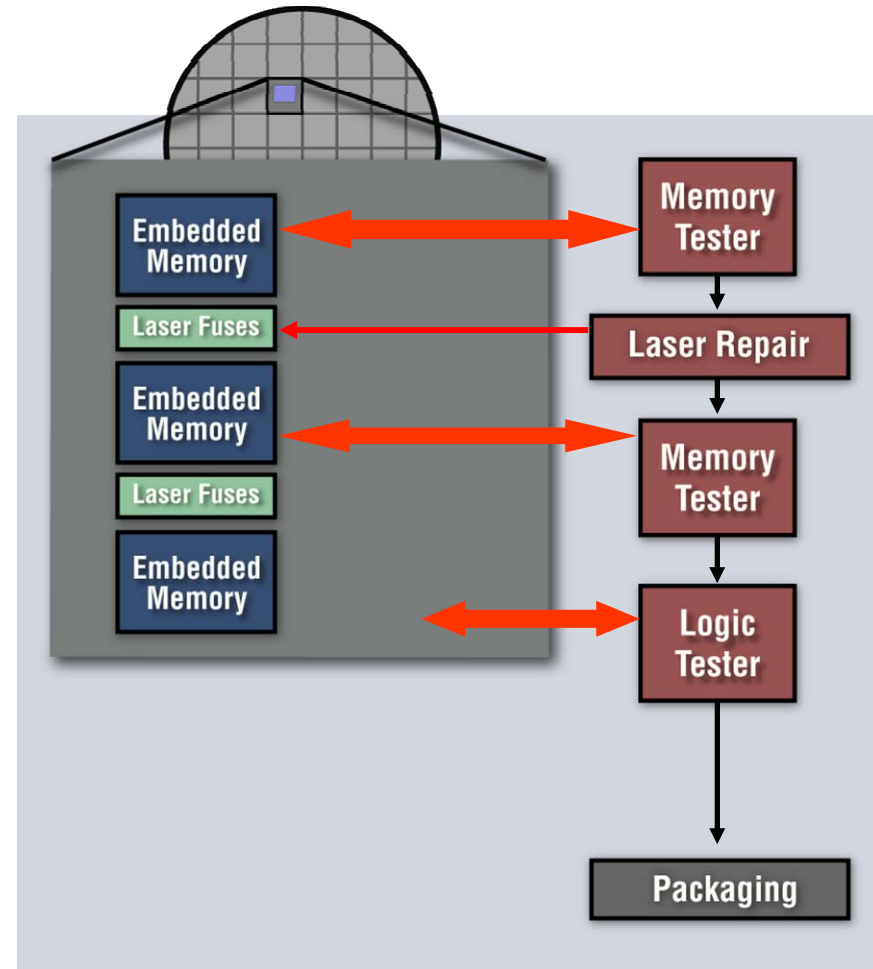 Embedded
Memory
Laser Fuses
Embedded
Memory
Laser Fuses
Embedded
Memory
Memory
Tester
Laser Repair
Memory
Tester
Logic
Tester
Packaging